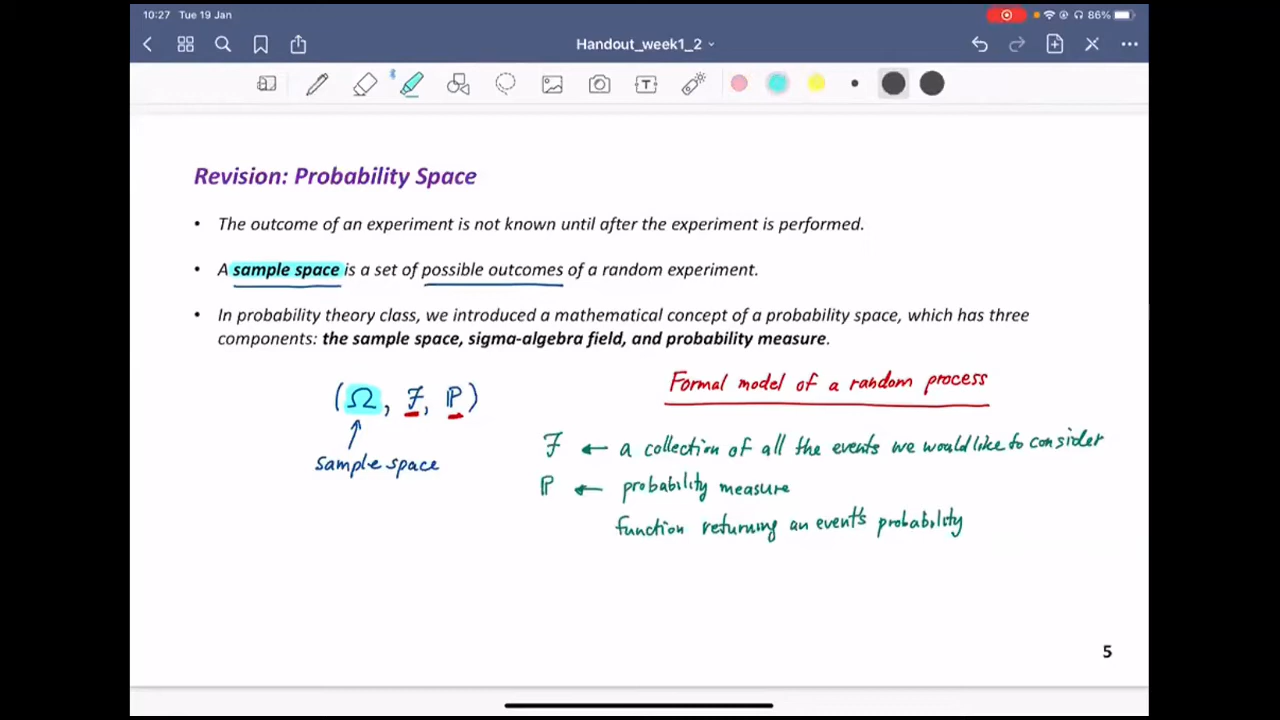 10:27 Tue 19 Jan
86%
Handout_week1_2
T
Revision: Probability Space
• The outcome of an experiment is not known until after the experiment is performed.
• A sample space is a set of possible outcomes of a random experiment.
• In probability theory class, we introduced a mathematical concept of a probability space, which has three
components: the sample space, sigma-algebra field, and probability measure.
(Ω, ℱ, ℙ)
sample space
Formal model of a random process
ℱ ← a collection of all the events we would like to consider
ℙ ← probability measure
function returning an event's probability
5